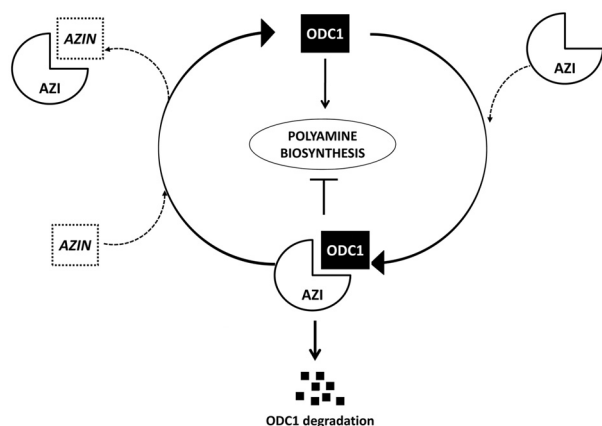 AZIN
AZI
ODC1
AZI
POLYAMINE
BIOSYNTHESIS
AZIN
ODC1
AZI
ODC1 degradation